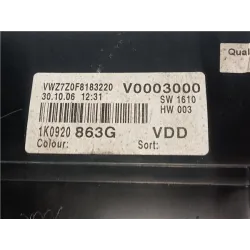 Qual
VWZ7Z0F8183220 V0003000
30.10.06 12:31 SW 1610
HW 003
1K0920 863G VDD
Colour: Sort: